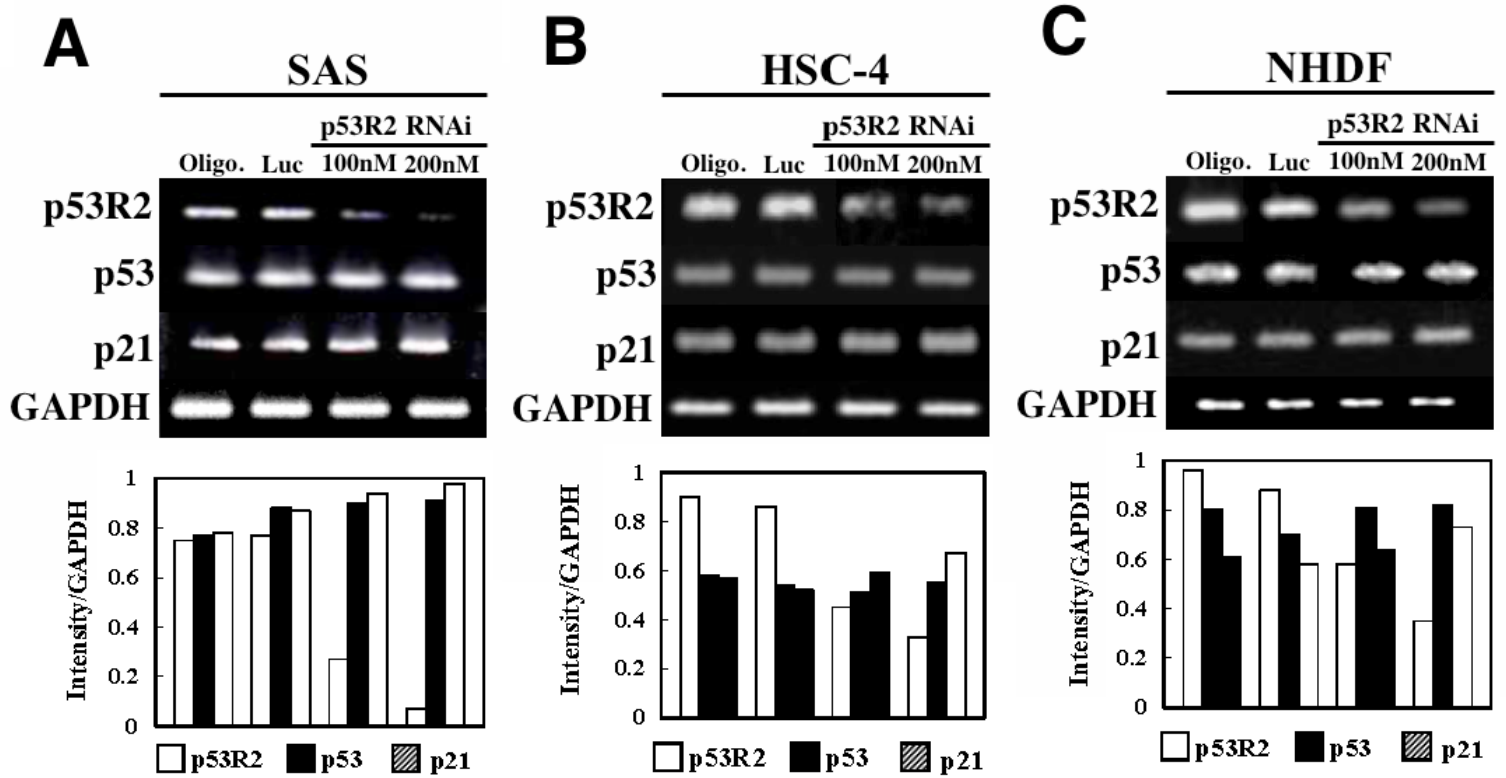 A
SAS
p53R2 RNAi
Oligo. Luc 100nM 200nM
p53R2
p53
p21
GAPDH
Intensity/GAPDH
1
0.8
0.6
0.4
0.2
0
p53R2 p53 p21
B
HSC-4
p53R2 RNAi
Oligo. Luc 100nM 200nM
p53R2
p53
p21
GAPDH
Intensity/GAPDH
1
0.8
0.6
0.4
0.2
0
p53R2 p53 p21
C
NHDF
p53R2 RNAi
Oligo. Luc 100nM 200nM
p53R2
p53
p21
GAPDH
Intensity/GAPDH
1
0.8
0.6
0.4
0.2
0
p53R2 p53 p21